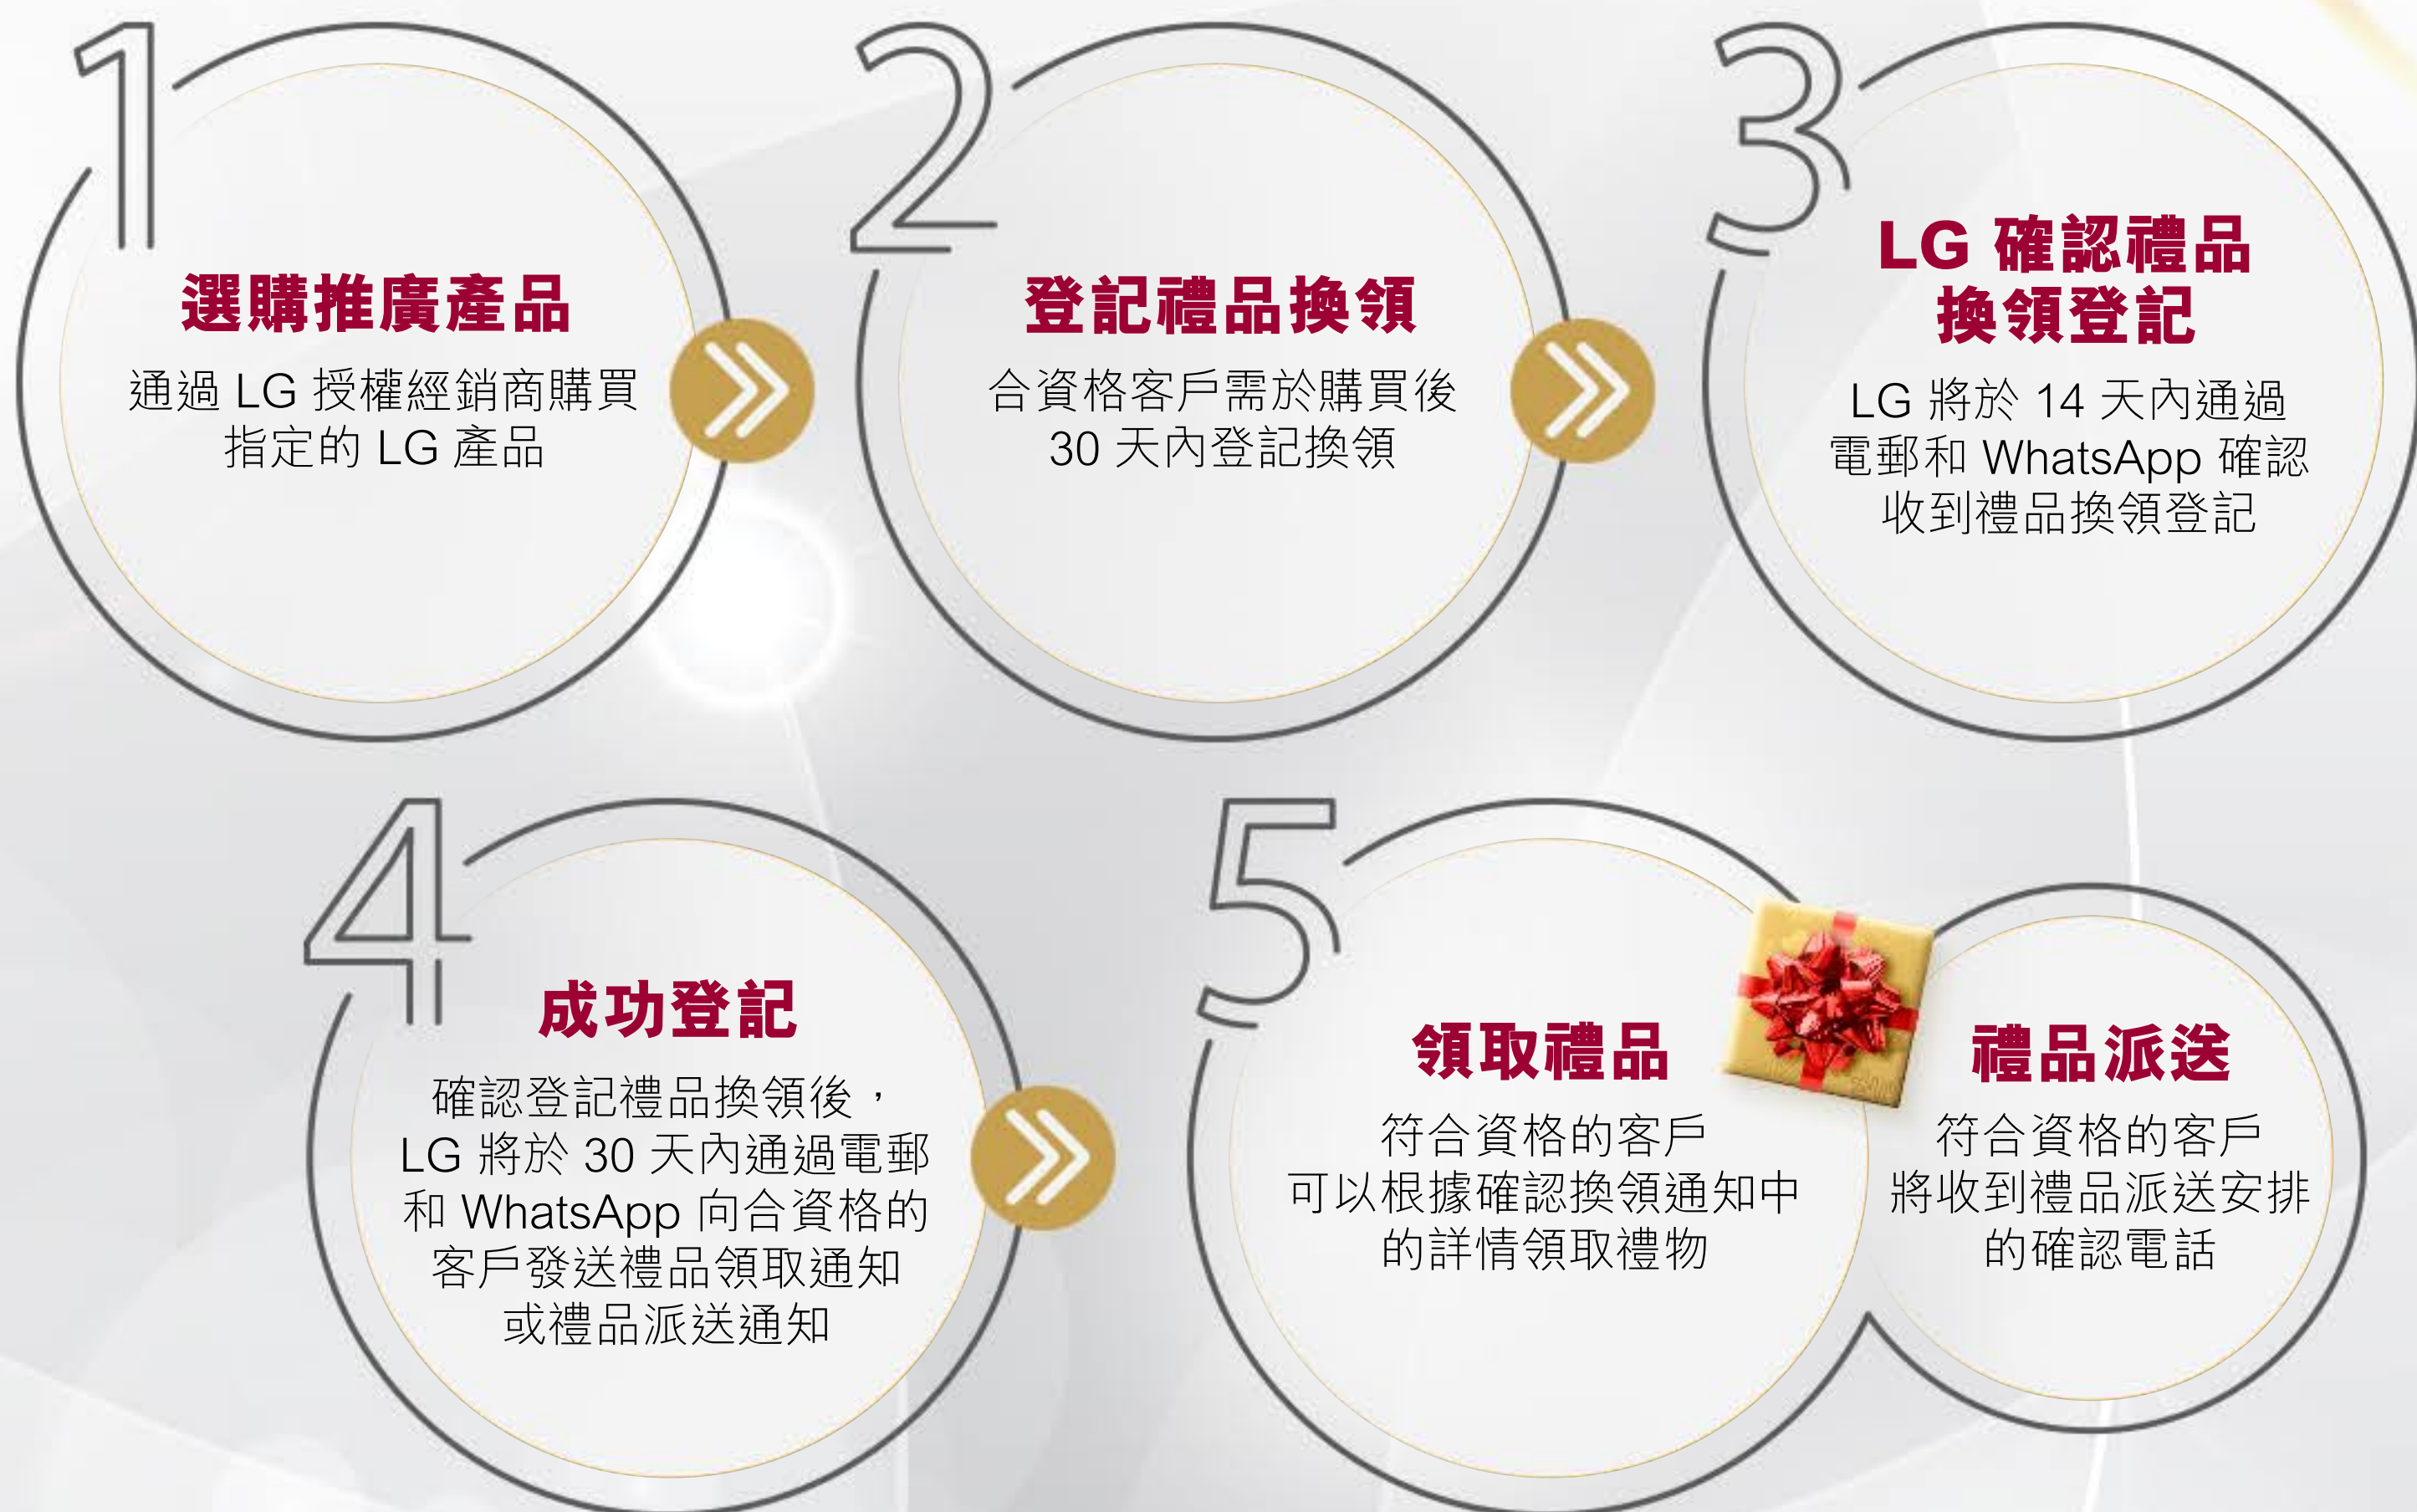 1
選購推廣產品
通過 LG 授權經銷商購買
指定的 LG 產品
2
登記禮品換領
合資格客戶需於購買後
30 天內登記換領
3
LG 確認禮品
換領登記
LG 將於 14 天內通過
電郵和 WhatsApp 確認
收到禮品換領登記
4
成功登記
確認登記禮品換領後，
LG 將於 30 天內通過電郵
和 WhatsApp 向合資格的
客戶發送禮品領取通知
或禮品派送通知
5
領取禮品
符合資格的客戶
可以根據確認換領通知中
的詳情領取禮物
禮品派送
符合資格的客戶
將收到禮品派送安排
的確認電話